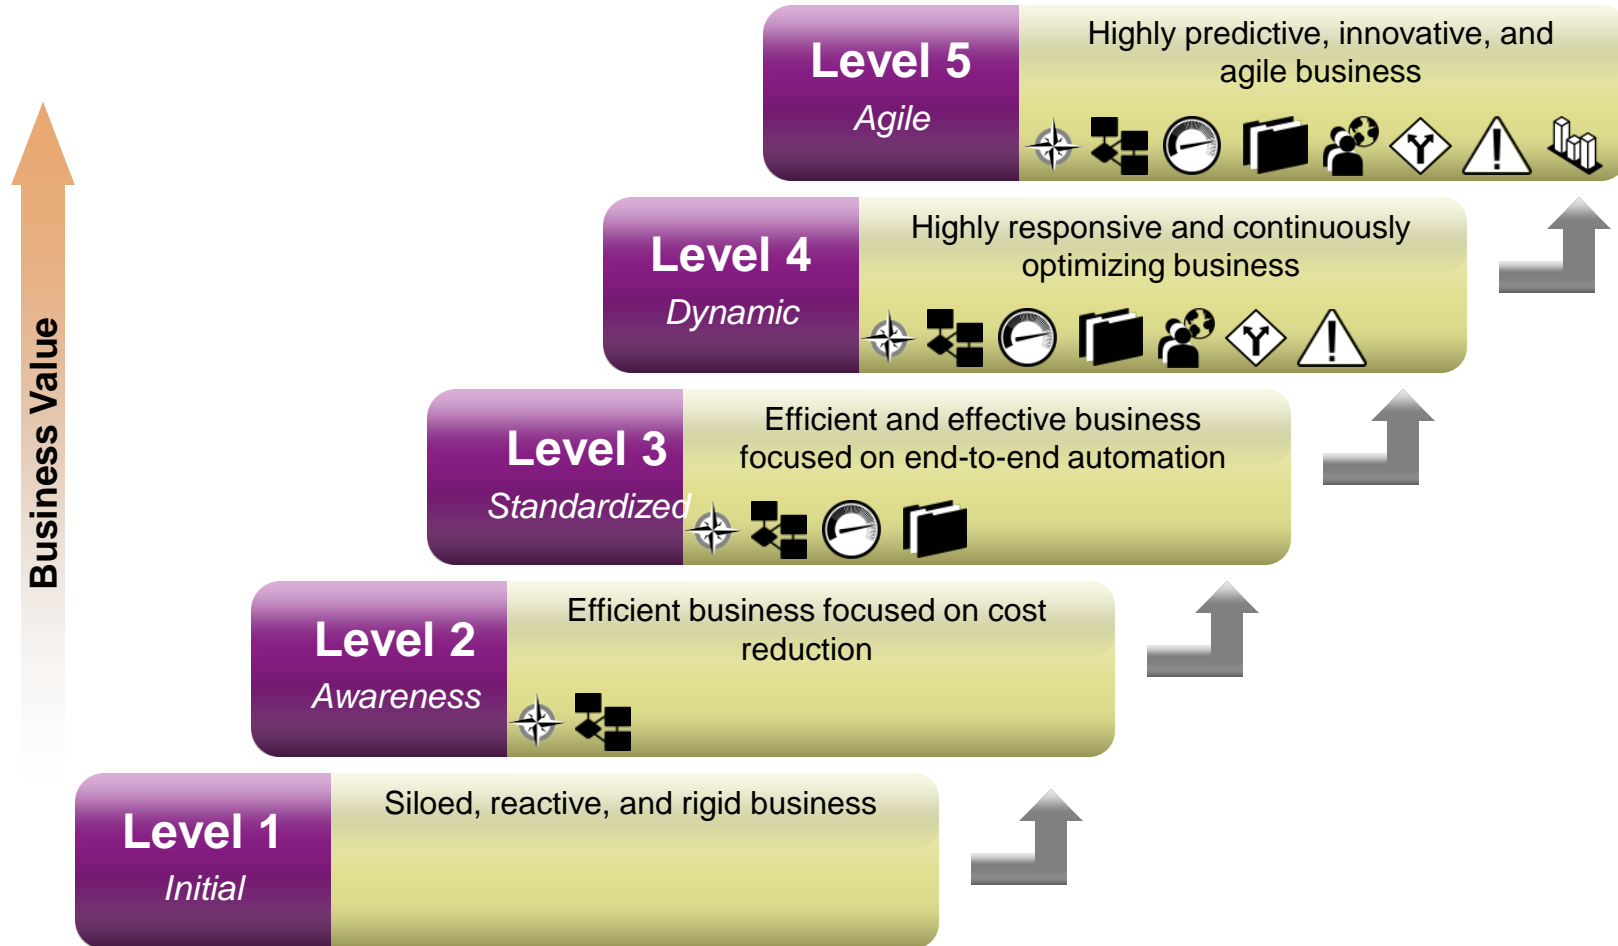 Level 5
Agile
Highly predictive, innovative, and
agile business
Level 4
Dynamic
Highly responsive and continuously
optimizing business
Level 3
Standardized
Efficient and effective business
focused on end-to-end automation
Level 2
Awareness
Efficient business focused on cost
reduction
Level 1
Initial
Siloed, reactive, and rigid business
Business Value